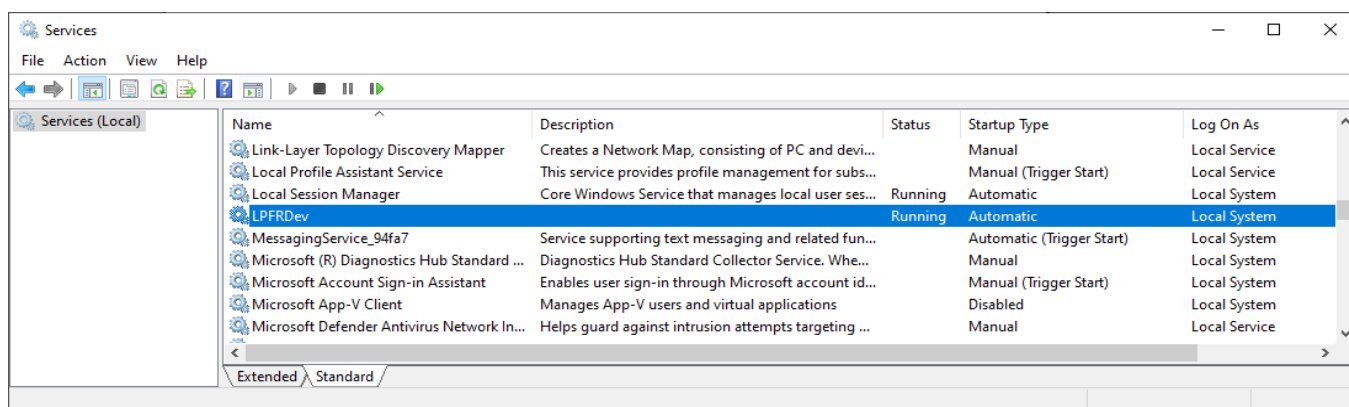 Services
File Action View Help
Services (Local)
Name Description Status Startup Type Log On As
Link-Layer Topology Discovery Mapper Creates a Network Map, consisting of PC and devi... Manual Local Service
Local Profile Assistant Service This service provides profile management for subs... Manual (Trigger Start) Local Service
Local Session Manager Core Windows Service that manages local user ses... Running Automatic Local System
LPFRDev Running Automatic Local System
MessagingService_94fa7 Service supporting text messaging and related fun... Automatic (Trigger Start) Local System
Microsoft (R) Diagnostics Hub Standard ... Diagnostics Hub Standard Collector Service. Whe... Manual Local System
Microsoft Account Sign-in Assistant Enables user sign-in through Microsoft account id... Manual (Trigger Start) Local System
Microsoft App-V Client Manages App-V users and virtual applications Disabled Local System
Microsoft Defender Antivirus Network In... Helps guard against intrusion attempts targeting ... Manual Local Service
Extended Standard